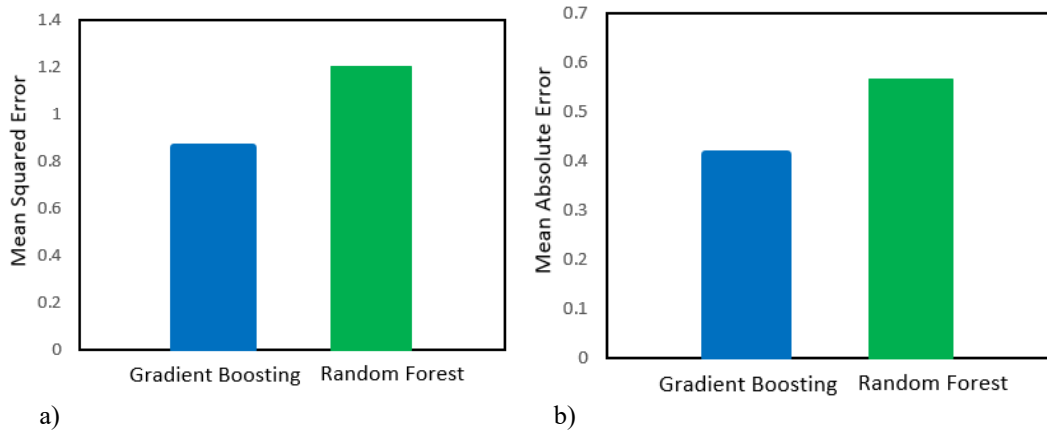 Mean Squared Error
1.4
1.2
1
0.8
0.6
0.4
0.2
0
Gradient Boosting Random Forest
a)
Mean Absolute Error
0.7
0.6
0.5
0.4
0.3
0.2
0.1
0
Gradient Boosting Random Forest
b)